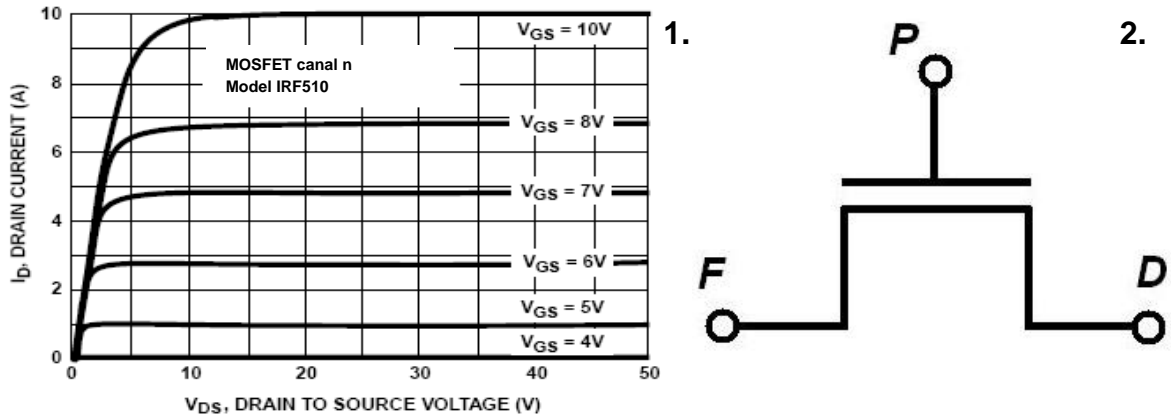 10
8
6
4
2
0
I_D, DRAIN CURRENT (A)
MOSFET canal n
Model IRF510
V_GS = 10V
V_GS = 8V
V_GS = 7V
V_GS = 6V
V_GS = 5V
V_GS = 4V
0 10 20 30 40 50
V_DS, DRAIN TO SOURCE VOLTAGE (V)
1.
P
2.
F
D